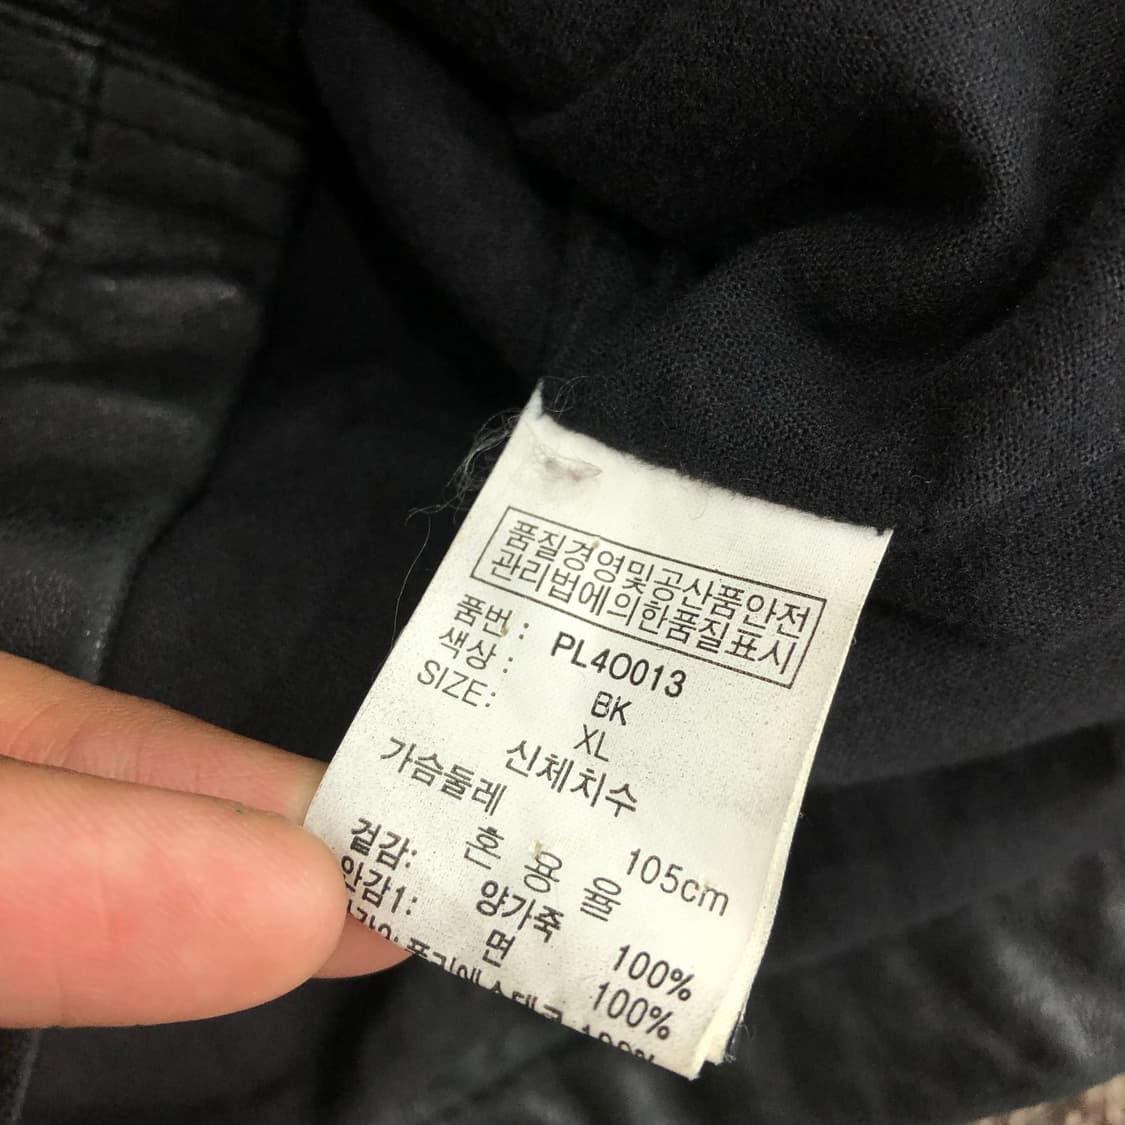 품질경영및공산품안전
관리법에의한품질표시
품번: PL4O013
색상: BK
SIZE: XL
신체치수
가슴둘레 105cm
혼 용 율
겉감: 양가죽 100%
안감1: 면 100%
100%